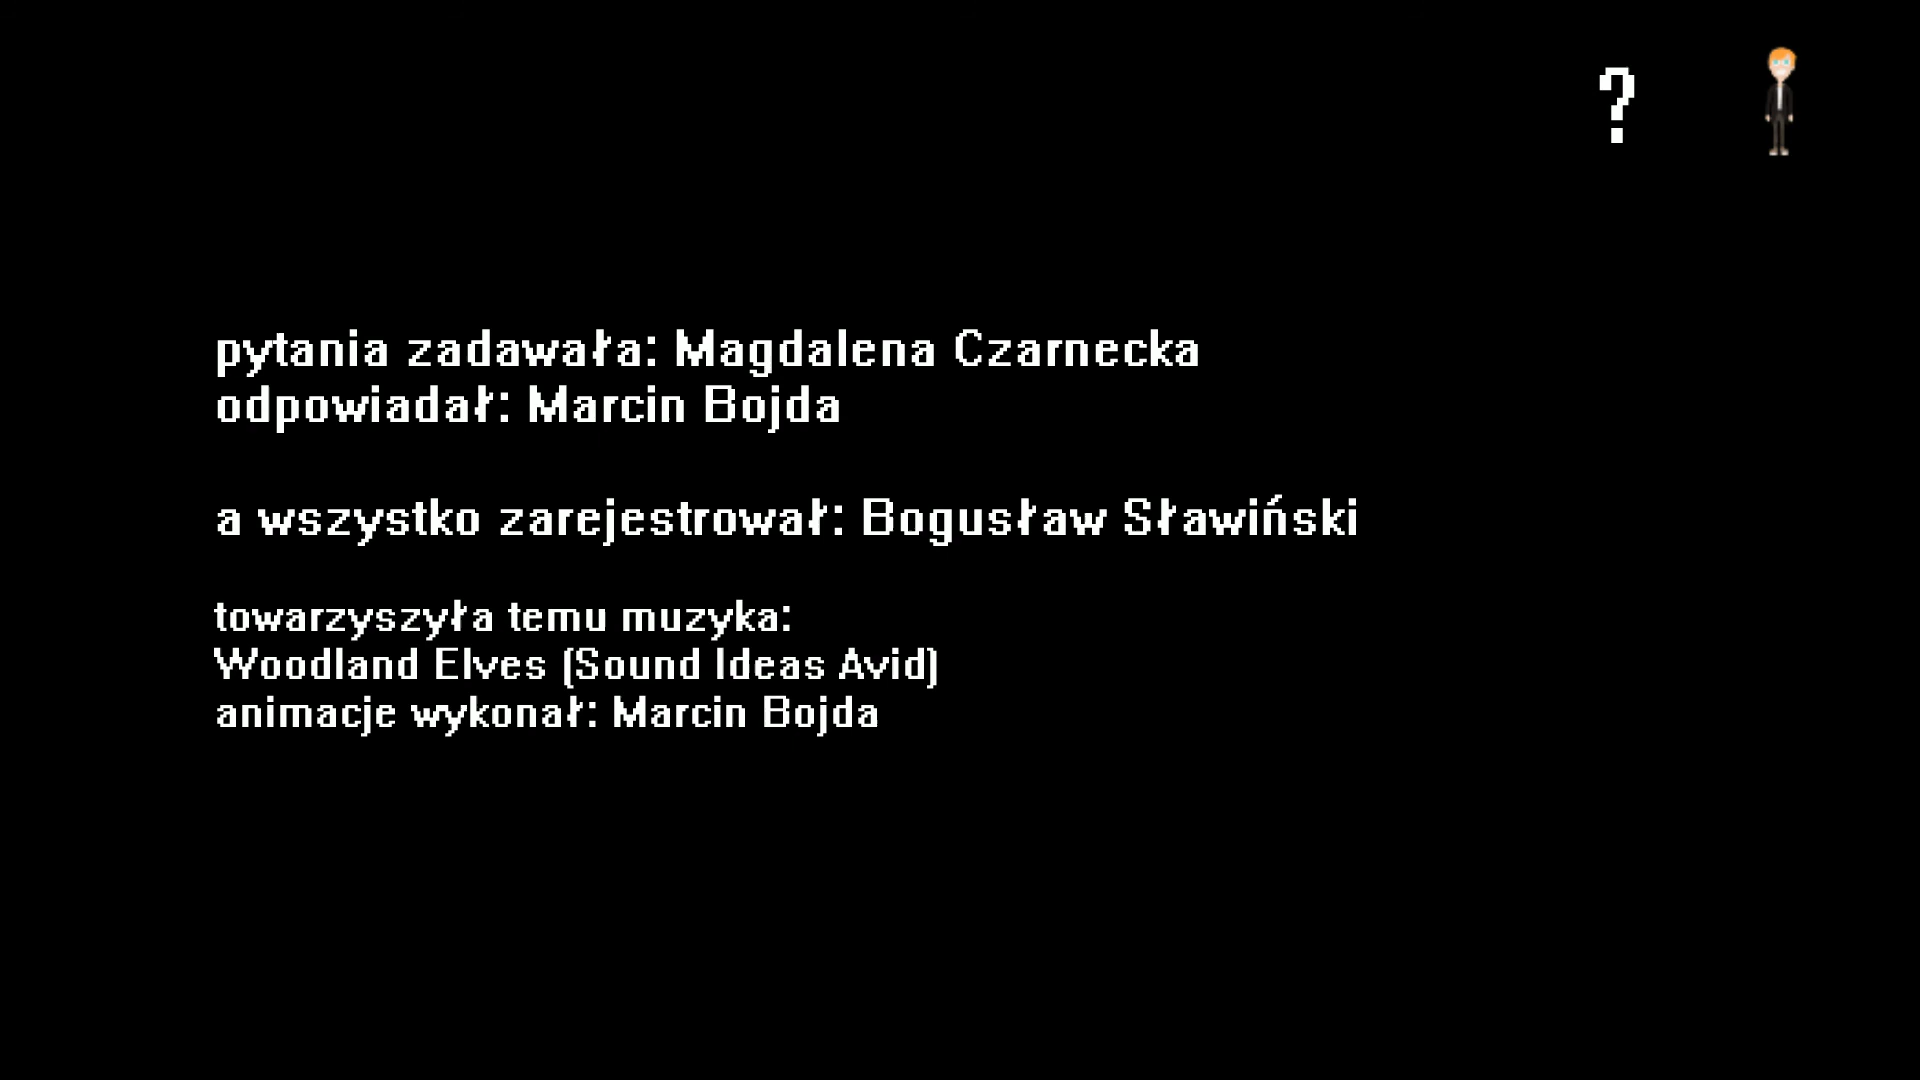 ?
pytania zadawała: Magdalena Czarnecka
odpowiadał: Marcin Bojda
a wszystko zarejestrował: Bogusław Sławiński
towarzyszyła temu muzyka:
Woodland Elves (Sound Ideas Avid)
animacje wykonał: Marcin Bojda